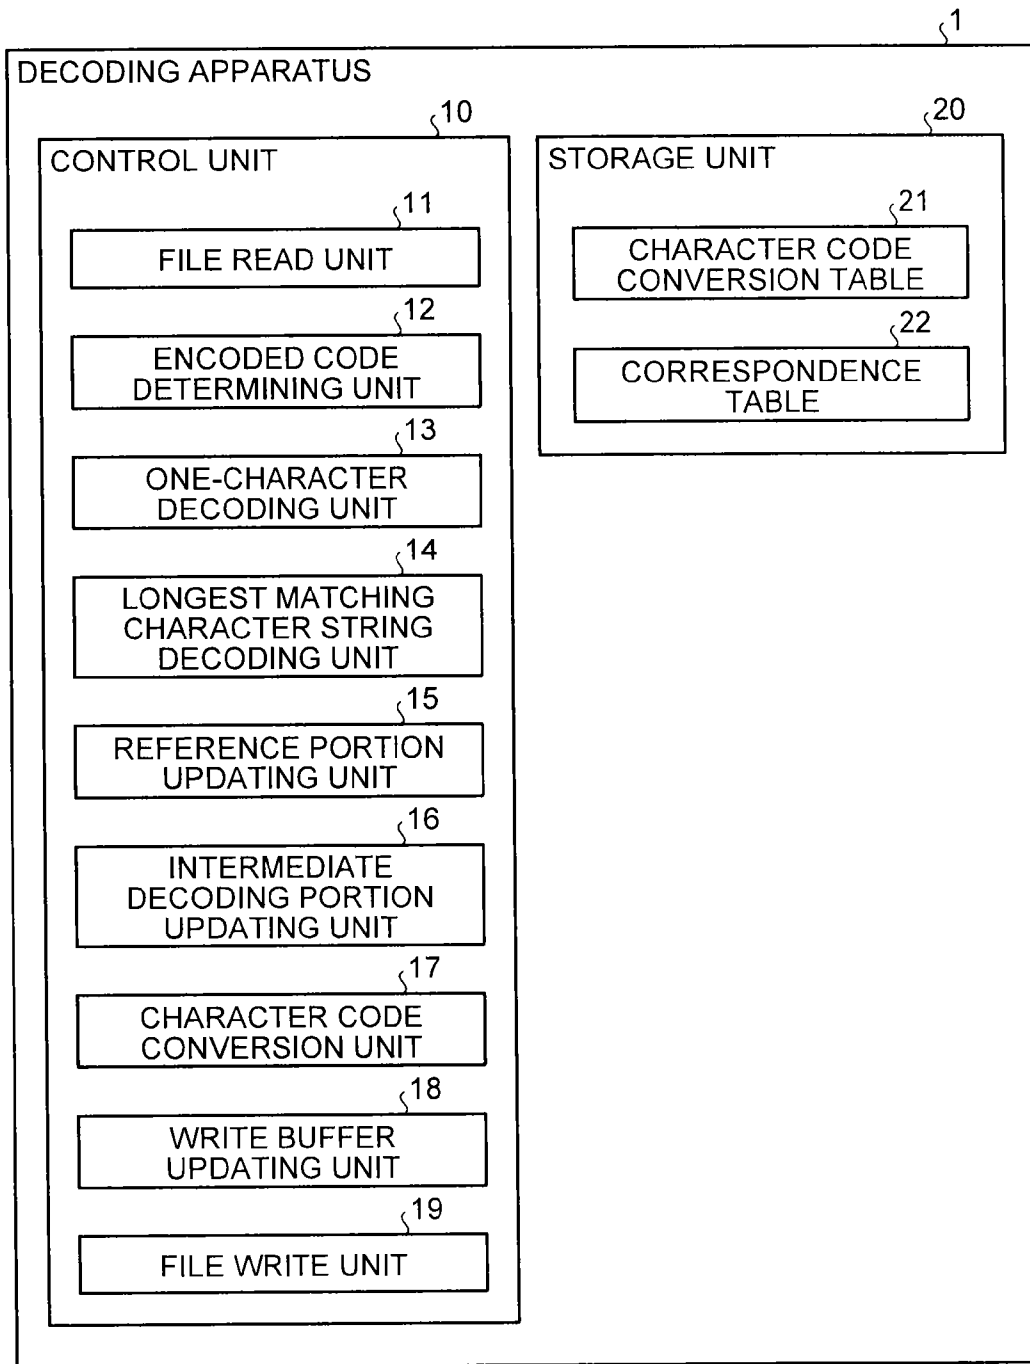 1
DECODING APPARATUS
10
CONTROL UNIT
11
FILE READ UNIT
12
ENCODED CODE
DETERMINING UNIT
13
ONE-CHARACTER
DECODING UNIT
14
LONGEST MATCHING
CHARACTER STRING
DECODING UNIT
15
REFERENCE PORTION
UPDATING UNIT
16
INTERMEDIATE
DECODING PORTION
UPDATING UNIT
17
CHARACTER CODE
CONVERSION UNIT
18
WRITE BUFFER
UPDATING UNIT
19
FILE WRITE UNIT
20
STORAGE UNIT
21
CHARACTER CODE
CONVERSION TABLE
22
CORRESPONDENCE
TABLE